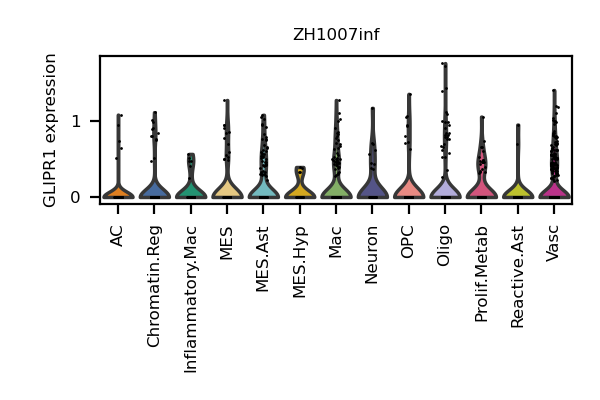 ZH1007inf
GLIPR1 expression
1
0
AC
Chromatin.Reg
Inflammatory.Mac
MES
MES.Ast
MES.Hyp
Mac
Neuron
OPC
Oligo
Prolif.Metab
Reactive.Ast
Vasc